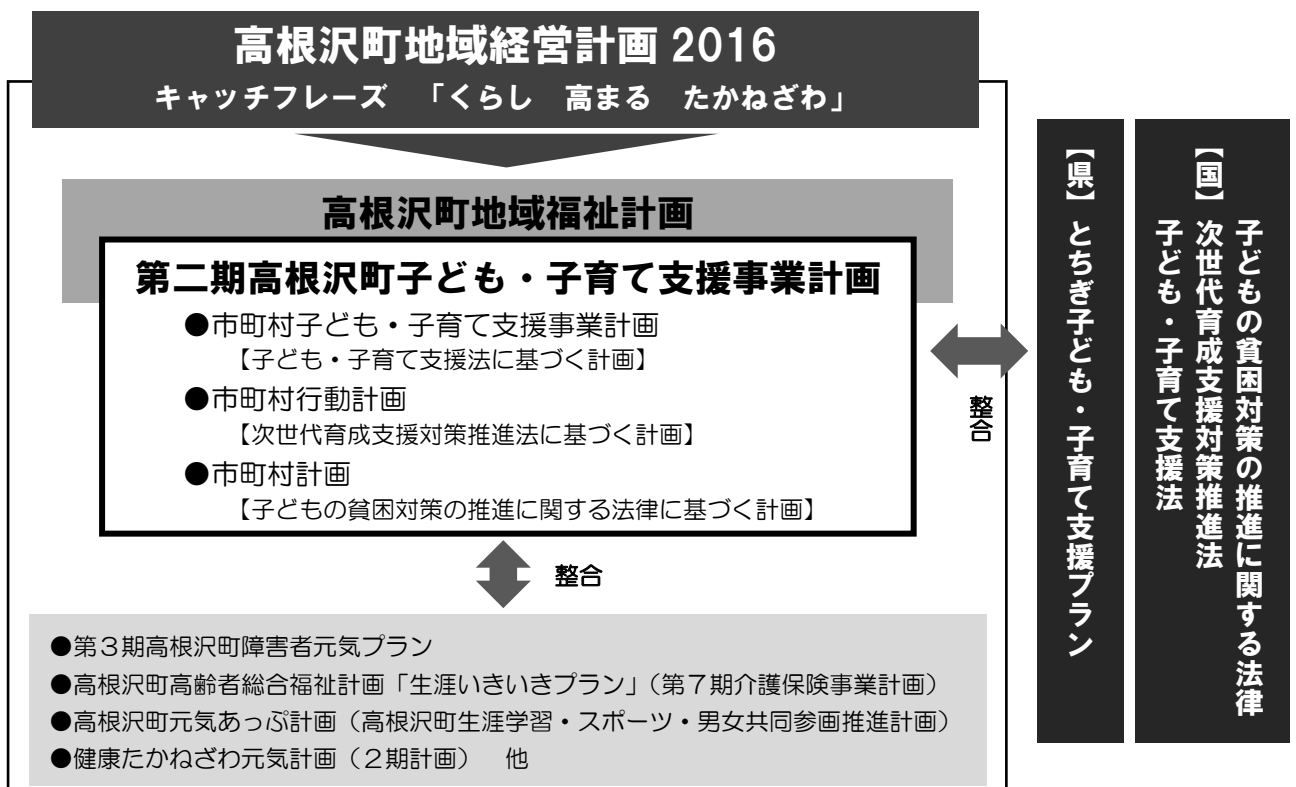 高根沢町地域経営計画 2016
キャッチフレーズ 「くらし 高まる たかねざわ」
高根沢町地域福祉計画
第二期高根沢町子ども・子育て支援事業計画
●市町村子ども・子育て支援事業計画
【子ども・子育て支援法に基づく計画】
●市町村行動計画
【次世代育成支援対策推進法に基づく計画】
●市町村計画
【子どもの貧困対策の推進に関する法律に基づく計画】
整合
●第3期高根沢町障害者元気プラン
●高根沢町高齢者総合福祉計画「生涯いきいきプラン」(第7期介護保険事業計画)
●高根沢町元気あっぷ計画(高根沢町生涯学習・スポーツ・男女共同参画推進計画)
●健康たかねざわ元気計画(2期計画) 他
整合
【県】とちぎ子ども・子育て支援プラン
【国】
子どもの貧困対策の推進に関する法律
次世代育成支援対策推進法
子ども・子育て支援法